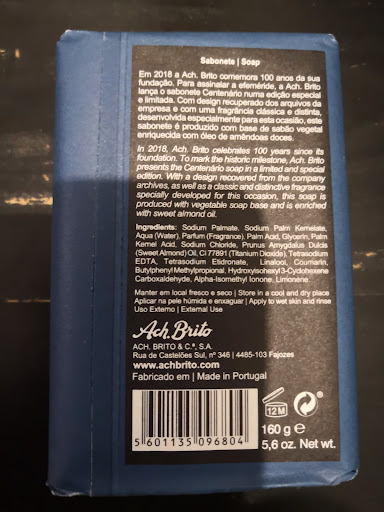 Sabonete | Soap
Em 2018 a Ach. Brito comemora 100 anos da sua
fundação. Para assinalar a efeméride, a Ach. Brito
lança o sabonete Centenário numa edição especial
e limitada. Com design recuperado dos arquivos da
empresa e com uma fragrância clássica e distinta,
desenvolvida especialmente para esta ocasião, este
sabonete é produzido com base de sabão vegetal
enriquecida com óleo de amêndoas doces.
In 2018, Ach. Brito celebrates 100 years since its
foundation. To mark the historic milestone, Ach. Brito
presents the Centenário soap in a limited and special
edition. With a design recovered from the company
archives, as well as a classic and distinctive fragrance
specially developed for this occasion, this soap is
produced with vegetable soap base and is enriched
with sweet almond oil.
Ingredients: Sodium Palmate, Sodium Palm Kernelate,
Aqua (Water), Parfum (Fragrance), Palm Acid, Glycerin, Palm
Kernel Acid, Sodium Chloride, Prunus Amygdalus Dulcis
(Sweet Almond) Oil, CI 77891 (Titanium Dioxide), Tetrasodium
EDTA, Tetrasodium Etidronate, Linalool, Coumarin,
Butylphenyl Methylpropional, Hydroxyisohexyl3-Cyclohexene
Carboxaldehyde, Alpha-Isomethyl Ionone, Limonene
Manter em local fresco e seco | Store in a cool and dry place
Aplicar na pele húmida e enxaguar | Apply to wet skin and rinse
Uso Externo | External Use
Ach Brito
ACH. BRITO & Cª. S.A.
Rua de Castelões Sul, nº 346 | 4485-103 Fajozes
www.achbrito.com
Fabricado em | Made in Portugal
12M
160 g e
5,6 oz. Net wt.
5 601135 096804